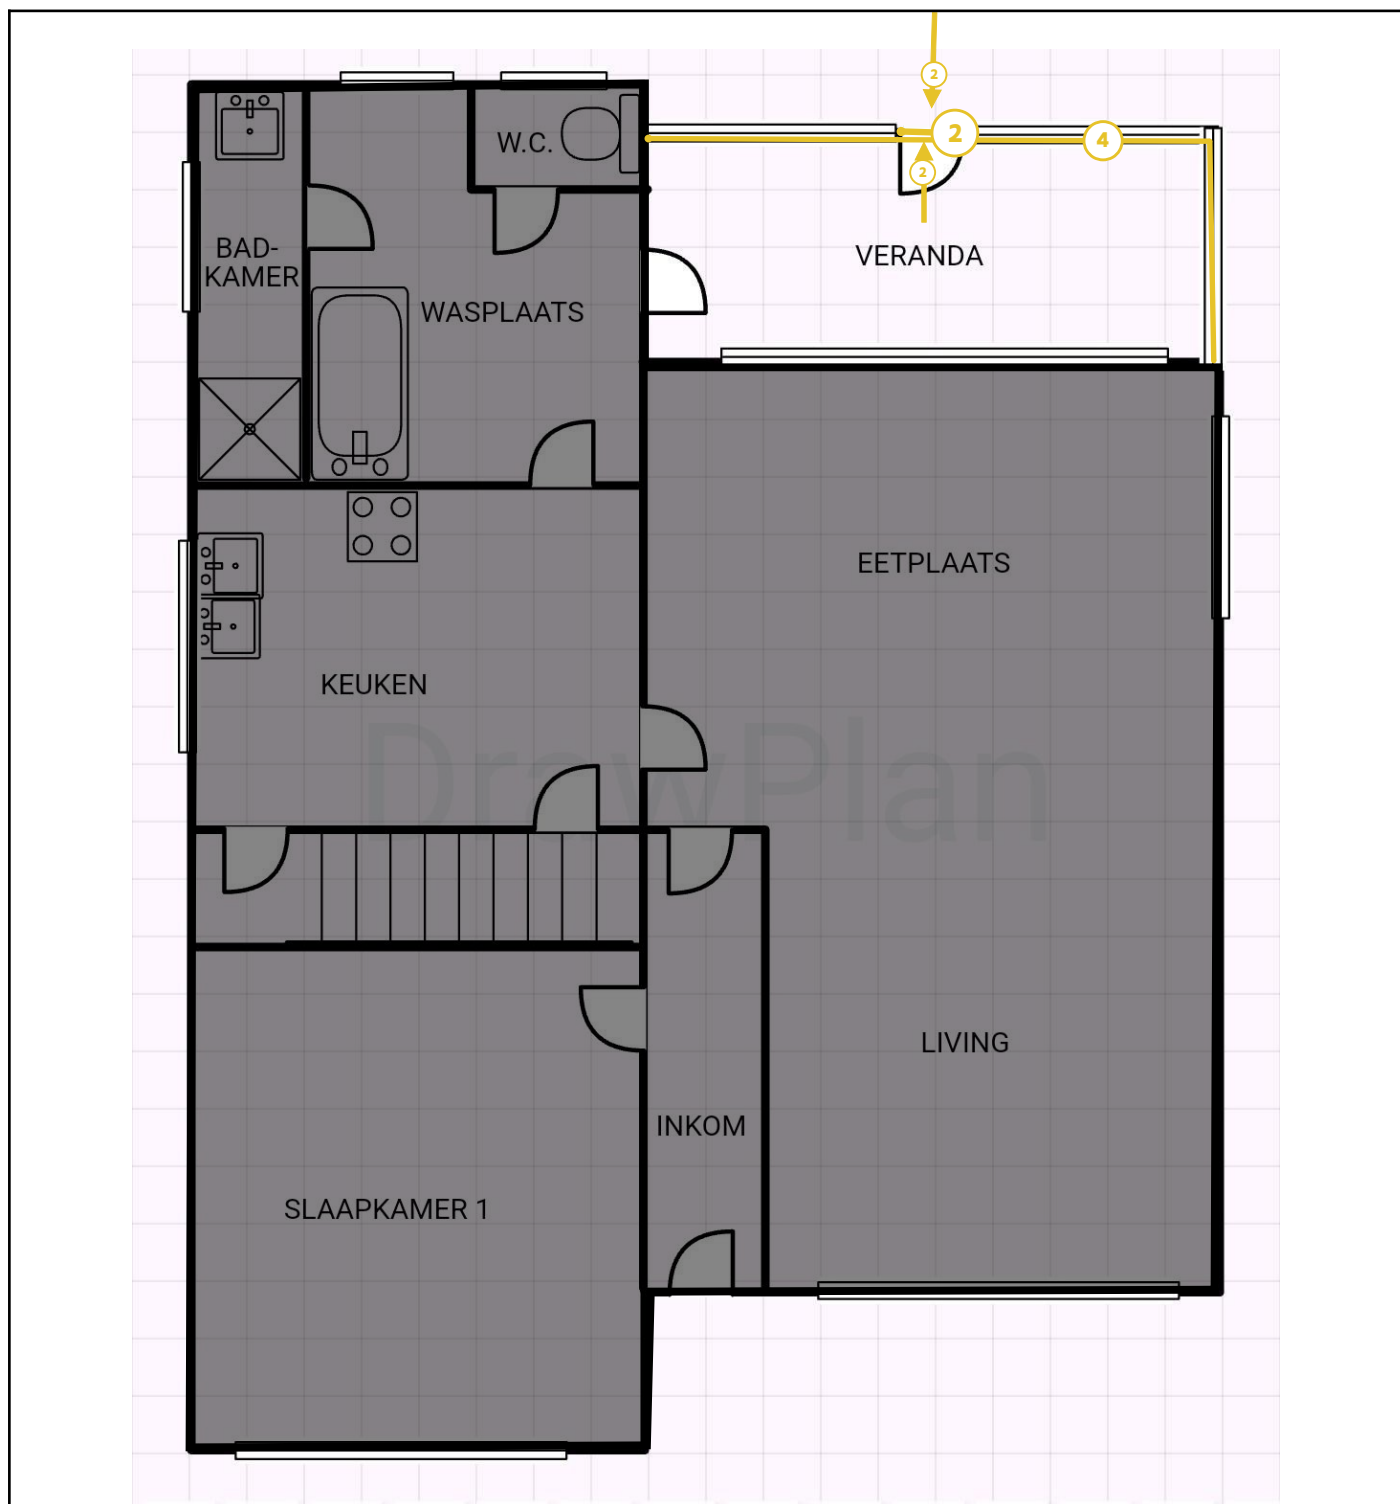 2
2
4
W.C.
2
BAD-
KAMER
VERANDA
WASPLAATS
EETPLAATS
KEUKEN
DrawPlan
LIVING
INKOM
SLAAPKAMER 1